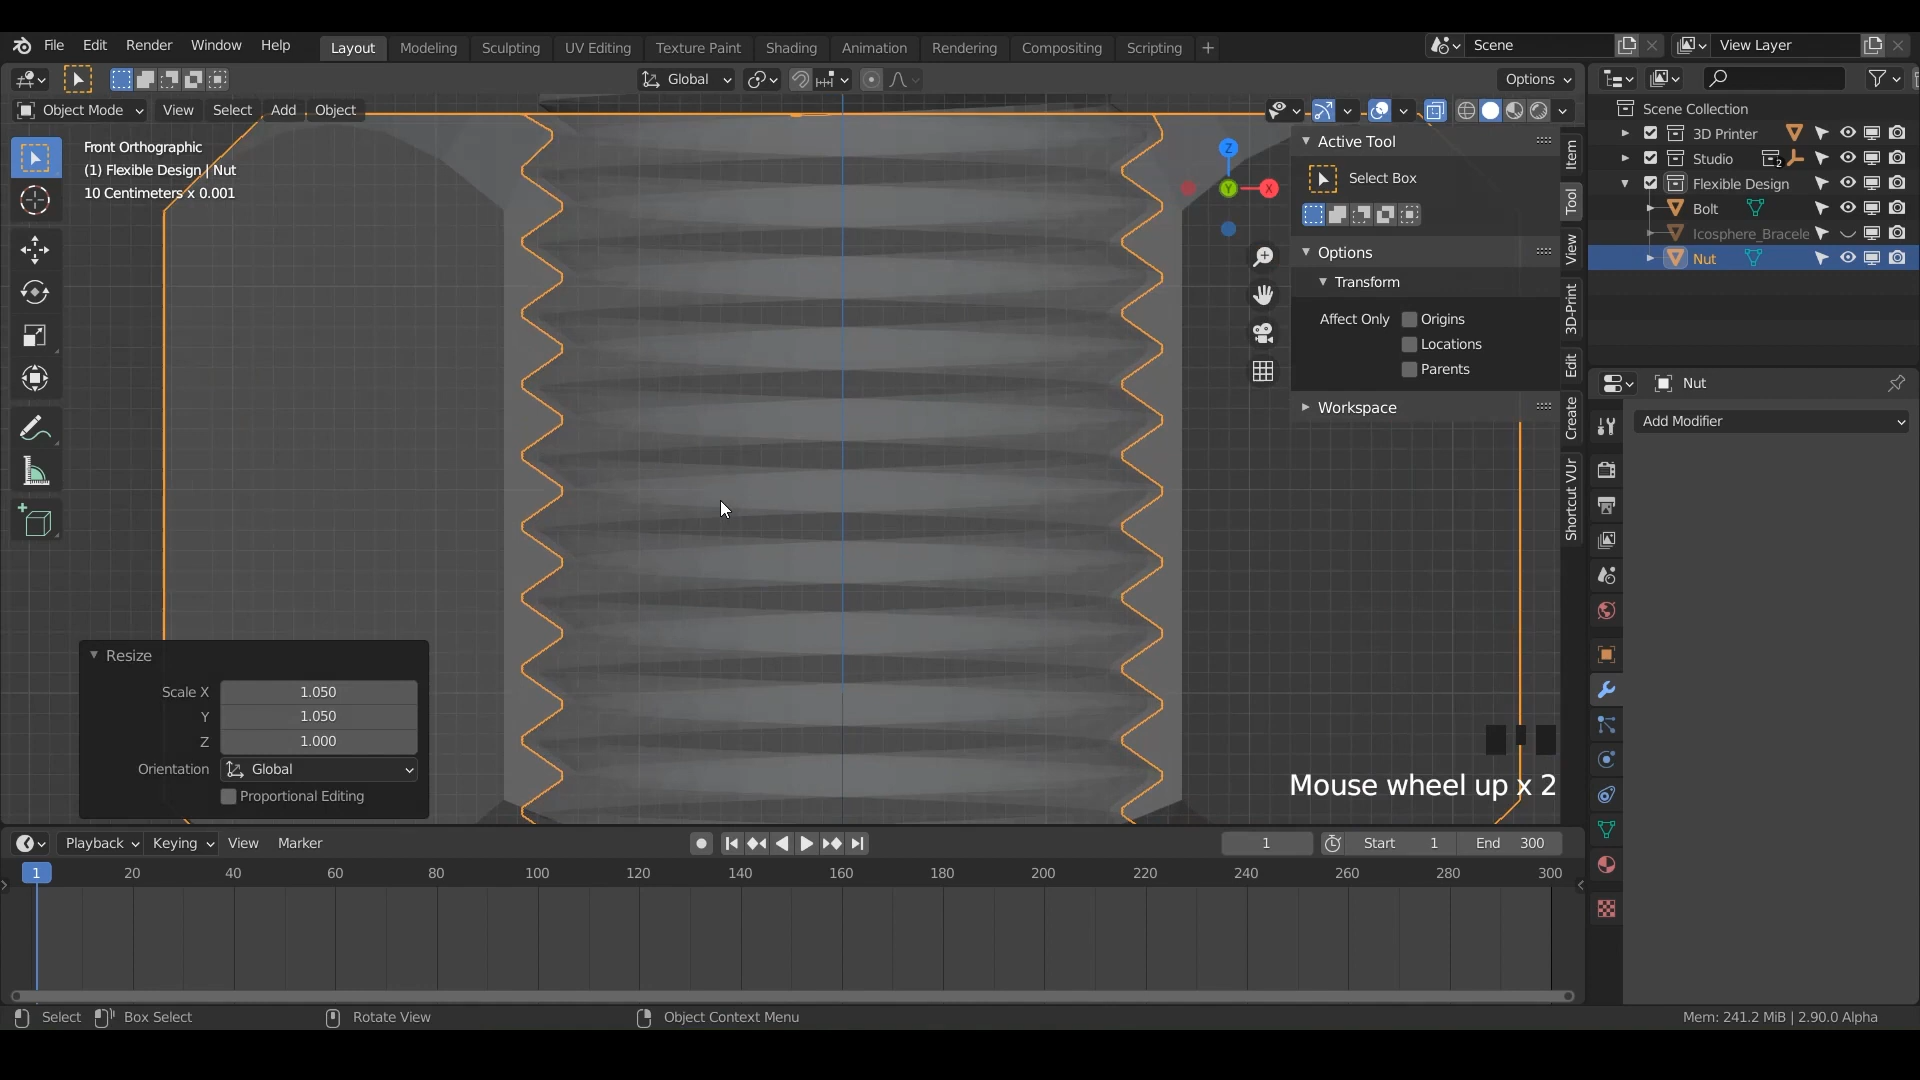 File Edit Render Window Help Layout Modeling Sculpting UV Editing Texture Paint Shading Animation Rendering Compositing Scripting + Scene View Layer
Global Options
Object Mode View Select Add Object
Front Orthographic
(1) Flexible Design | Nut
10 Centimeters x 0.001
Z
Y
X
Active Tool
Select Box
Options
Transform
Affect Only Origins
Locations
Parents
Workspace
Item
Tool
View
3D-Print
Edit
Create
Shortcut VUr
Scene Collection
3D Printer
Studio 2
Flexible Design
Bolt
Icosphere_Bracele
Nut
Nut
Add Modifier
Resize
Scale X 1.050
Y 1.050
Z 1.000
Orientation Global
Proportional Editing
Mouse wheel up x 2
Playback Keying View Marker 1 Start 1 End 300
1 20 40 60 80 100 120 140 160 180 200 220 240 260 280 300
Select Box Select Rotate View Object Context Menu Mem: 241.2 MiB | 2.90.0 Alpha